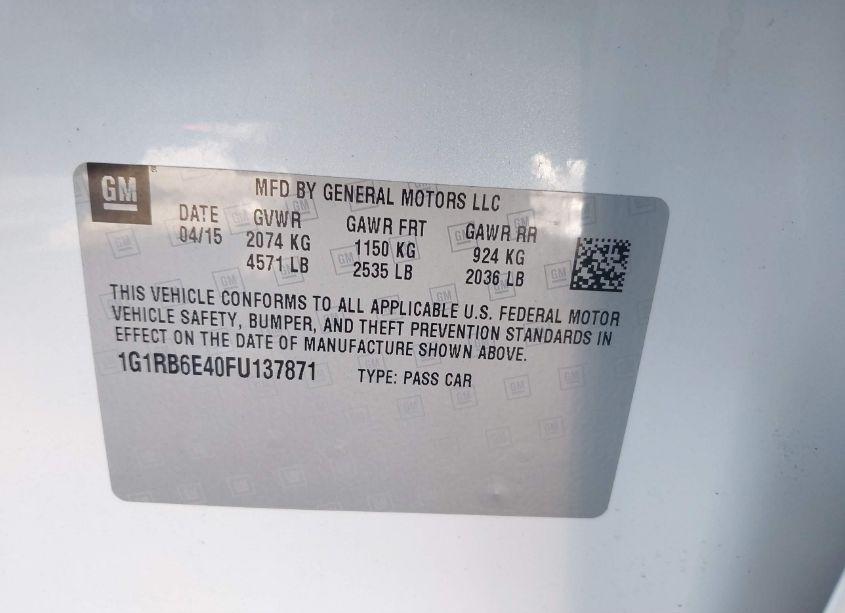 GM
MFD BY GENERAL MOTORS LLC
DATE GVWR GAWR FRT GAWR RR
04/15 2074 KG 1150 KG 924 KG
4571 LB 2535 LB 2036 LB
THIS VEHICLE CONFORMS TO ALL APPLICABLE U.S. FEDERAL MOTOR
VEHICLE SAFETY, BUMPER, AND THEFT PREVENTION STANDARDS IN
EFFECT ON THE DATE OF MANUFACTURE SHOWN ABOVE.
1G1RB6E40FU137871 TYPE: PASS CAR